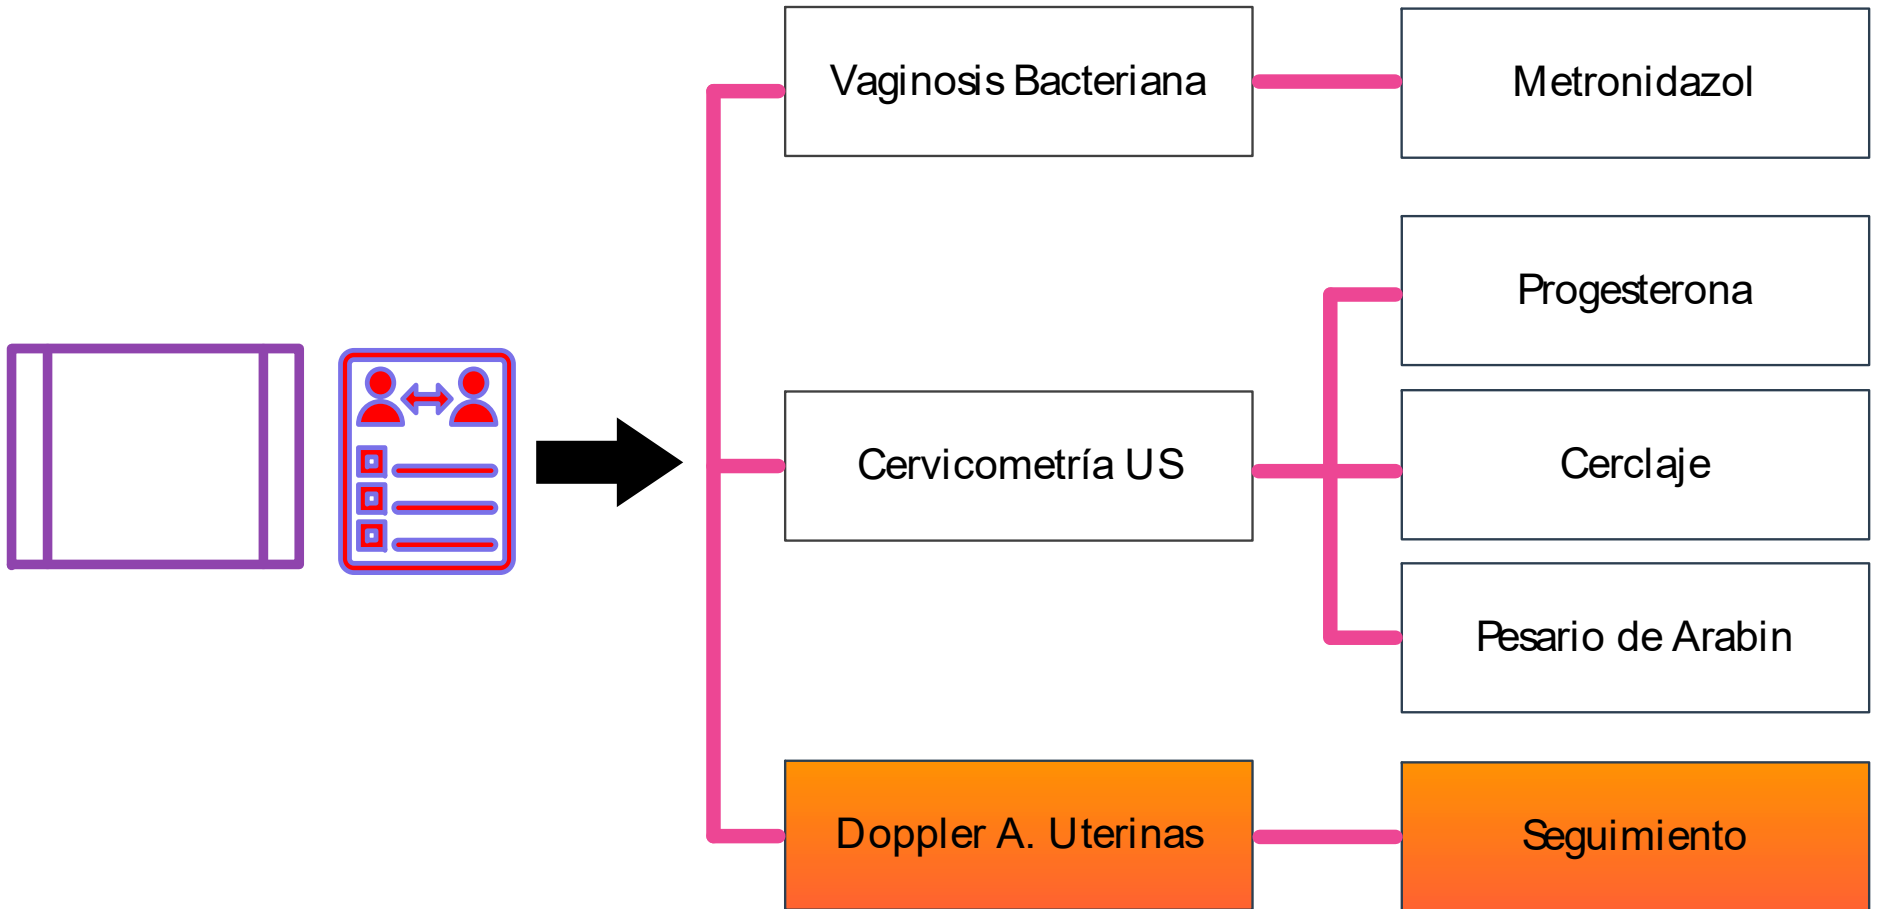 Vaginosis Bacteriana
Metronidazol
Progesterona
Cervicometría US
Cerclaje
Pesario de Arabin
Doppler A. Uterinas
Seguimiento